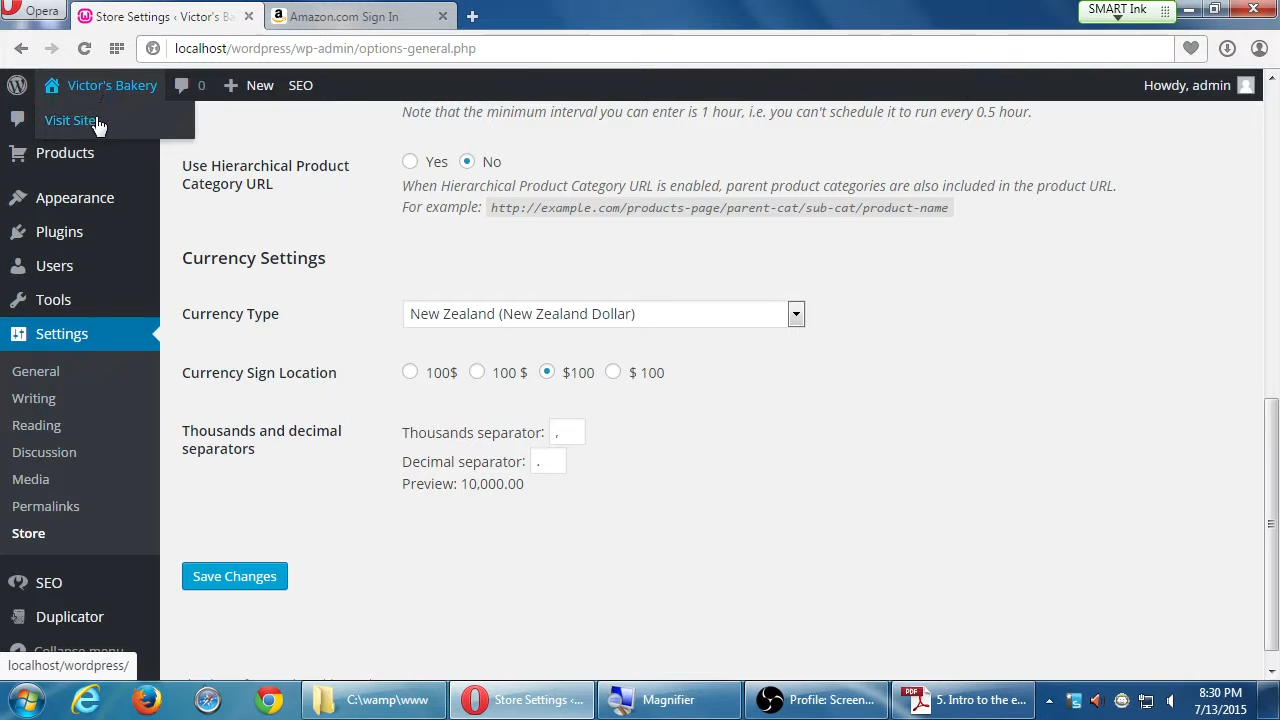 Opera
Store Settings ‹ Victor's Ba
Amazon.com Sign In
SMART Ink
localhost/wordpress/wp-admin/options-general.php
Victor's Bakery
0
New
SEO
Howdy, admin
Visit Site
Note that the minimum interval you can enter is 1 hour, i.e. you can't schedule it to run every 0.5 hour.
Products
Use Hierarchical Product
Category URL
Yes
No
When Hierarchical Product Category URL is enabled, parent product categories are also included in the product URL.
For example: http://example.com/products-page/parent-cat/sub-cat/product-name
Appearance
Plugins
Users
Tools
Settings
General
Writing
Reading
Discussion
Media
Permalinks
Store
SEO
Duplicator
Collapse menu
Currency Settings
Currency Type
New Zealand (New Zealand Dollar)
Currency Sign Location
100$
100 $
$100
$ 100
Thousands and decimal
separators
Thousands separator: ,
Decimal separator: .
Preview: 10,000.00
Save Changes
localhost/wordpress/
C:\wamp\www
Store Settings ‹...
Magnifier
Profile: Screen...
PDF
5. Intro to the e...
8:30 PM
7/13/2015